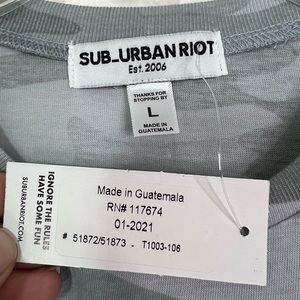 SUB_URBAN RIOT
Est. 2006
THANKS FOR
STOPPING BY
L
MADE IN
GUATEMALA
IGNORE THE RULES
HAVE SOME FUN
SUBURBANRIOT.COM
Made in Guatemala
RN# 117674
01-2021
# 51872/51873 - T1003-106